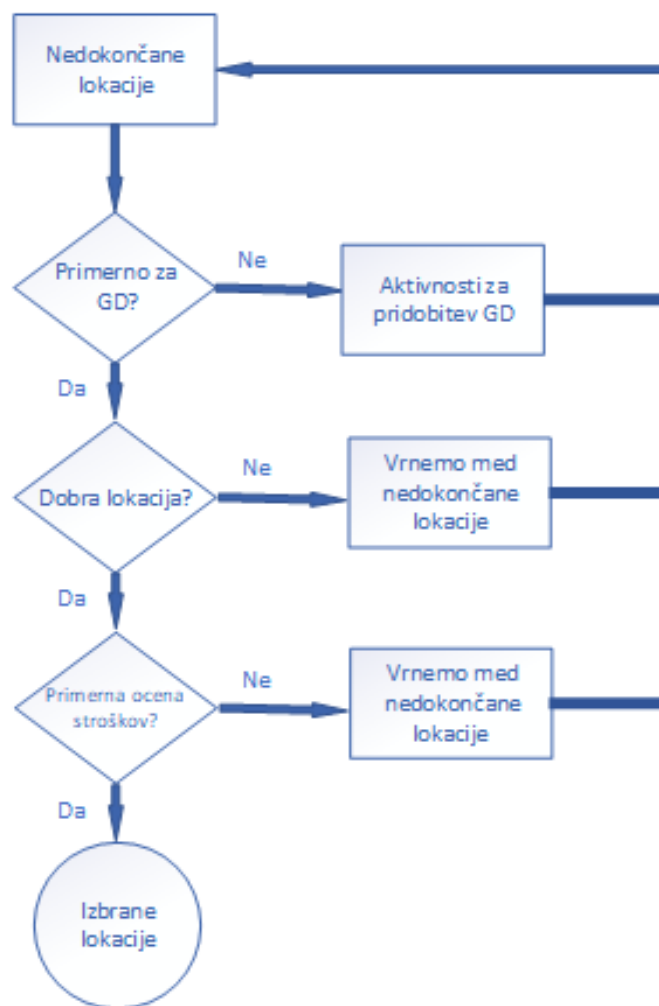 Nedokončane
lokacije
Primerno za
GD?
Ne
Aktivnosti za
pridobitev GD
Da
Dobra lokacija?
Ne
Vrnemo med
nedokončane
lokacije
Da
Primerna ocena
stroškov?
Ne
Vrnemo med
nedokončane
lokacije
Da
Izbrane
lokacije